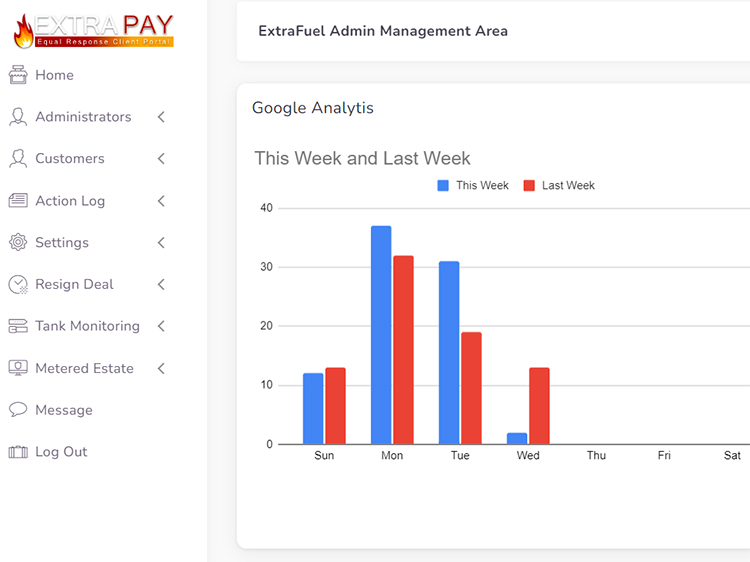 EXTRA PAY
Equal Response Client Portal
Home
Administrators
Customers
Action Log
Settings
Resign Deal
Tank Monitoring
Metered Estate
Message
Log Out
ExtraFuel Admin Management Area
Google Analytis
This Week and Last Week
This Week Last Week
40
30
20
10
0
Sun Mon Tue Wed Thu Fri Sat